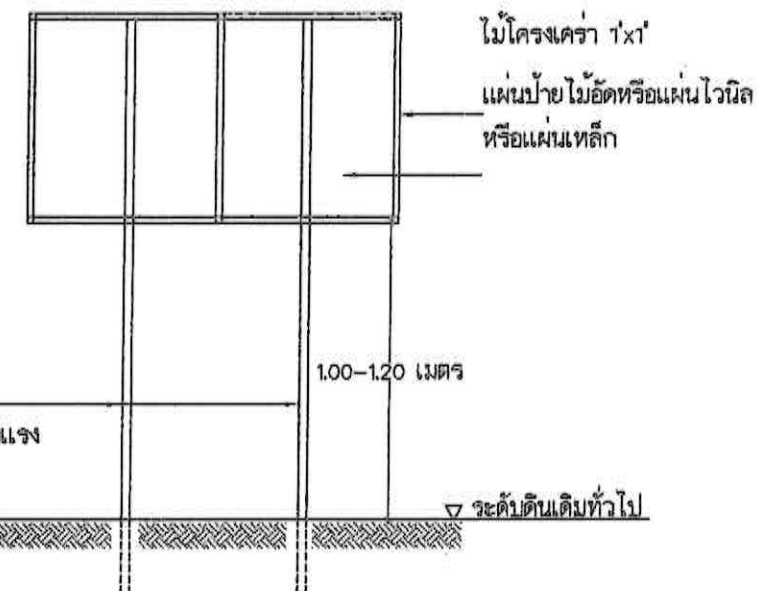 ไม้โครงเคร่า 1"x1"
แผ่นป้ายไม้อัดหรือแผ่นไวนิล
หรือแผ่นเหล็ก
1.00-1.20 เมตร
แรง
ระดับดินเดิมทั่วไป